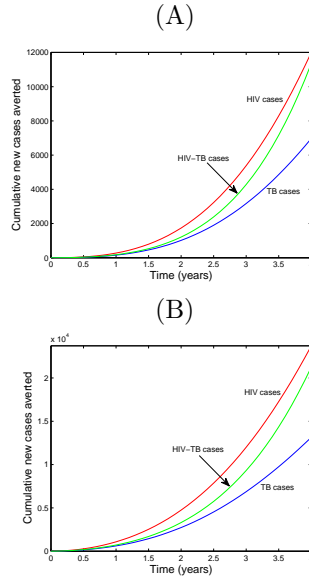 (A)
12000
10000
8000
6000
4000
2000
0
Cumulative new cases averted
HIV cases
HIV−TB cases
TB cases
0 0.5 1 1.5 2 2.5 3 3.5
Time (years)
(B)
x 10^4
2
1.5
1
0.5
0
Cumulative new cases averted
HIV cases
HIV−TB cases
TB cases
0 0.5 1 1.5 2 2.5 3 3.5
Time (years)